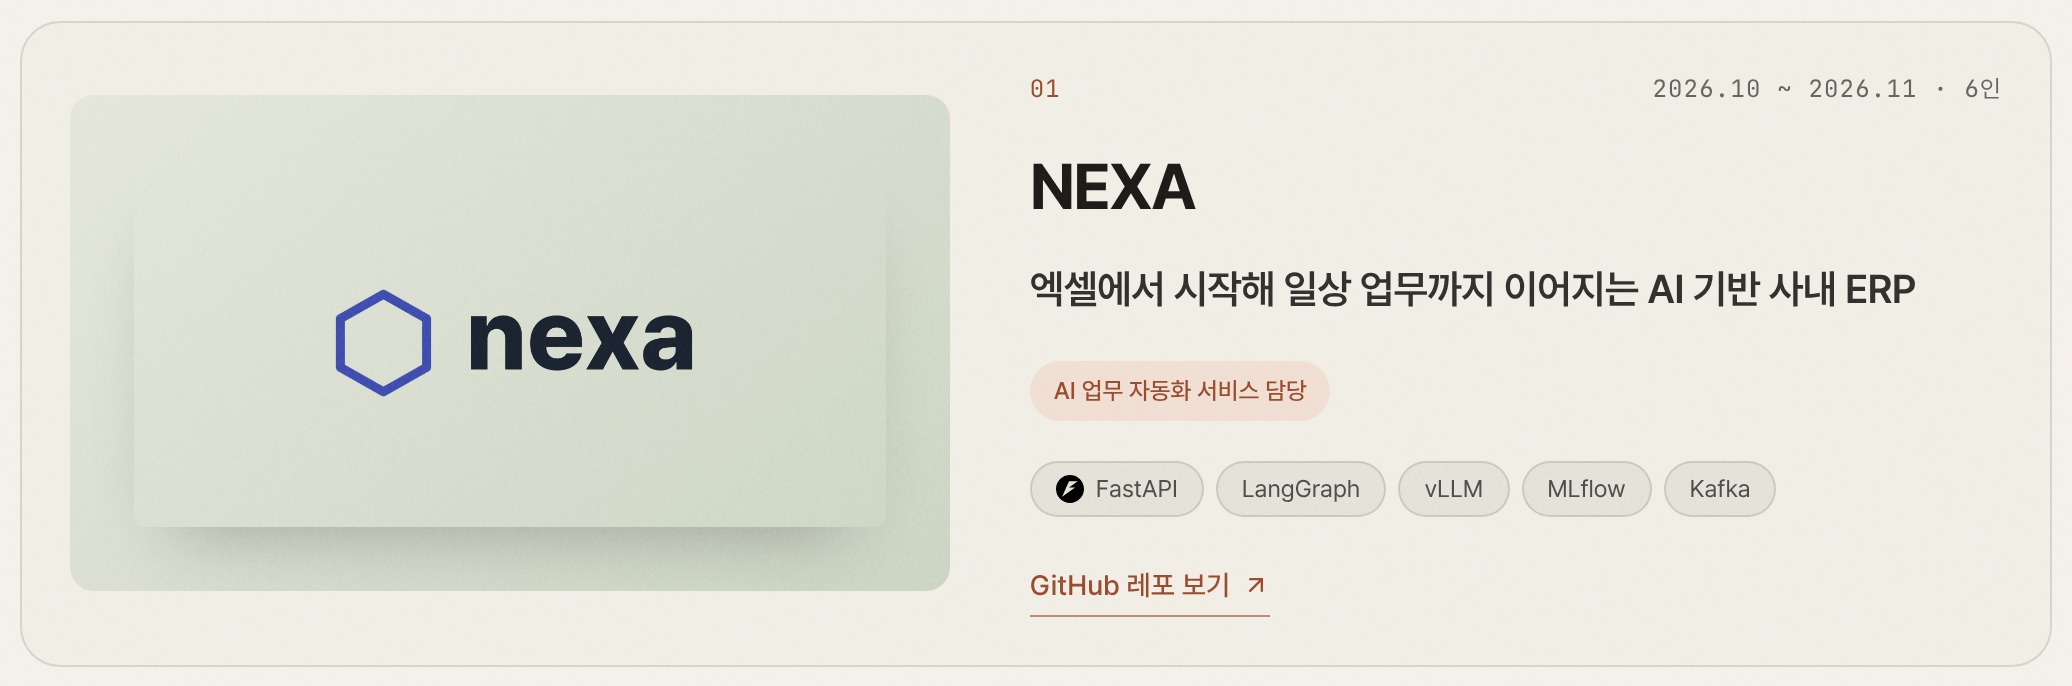 nexa
01
2026.10 ~ 2026.11 · 6인
NEXA
엑셀에서 시작해 일상 업무까지 이어지는 AI 기반 사내 ERP
AI 업무 자동화 서비스 담당
FastAPI
LangGraph
vLLM
MLflow
Kafka
GitHub 레포 보기 ↗